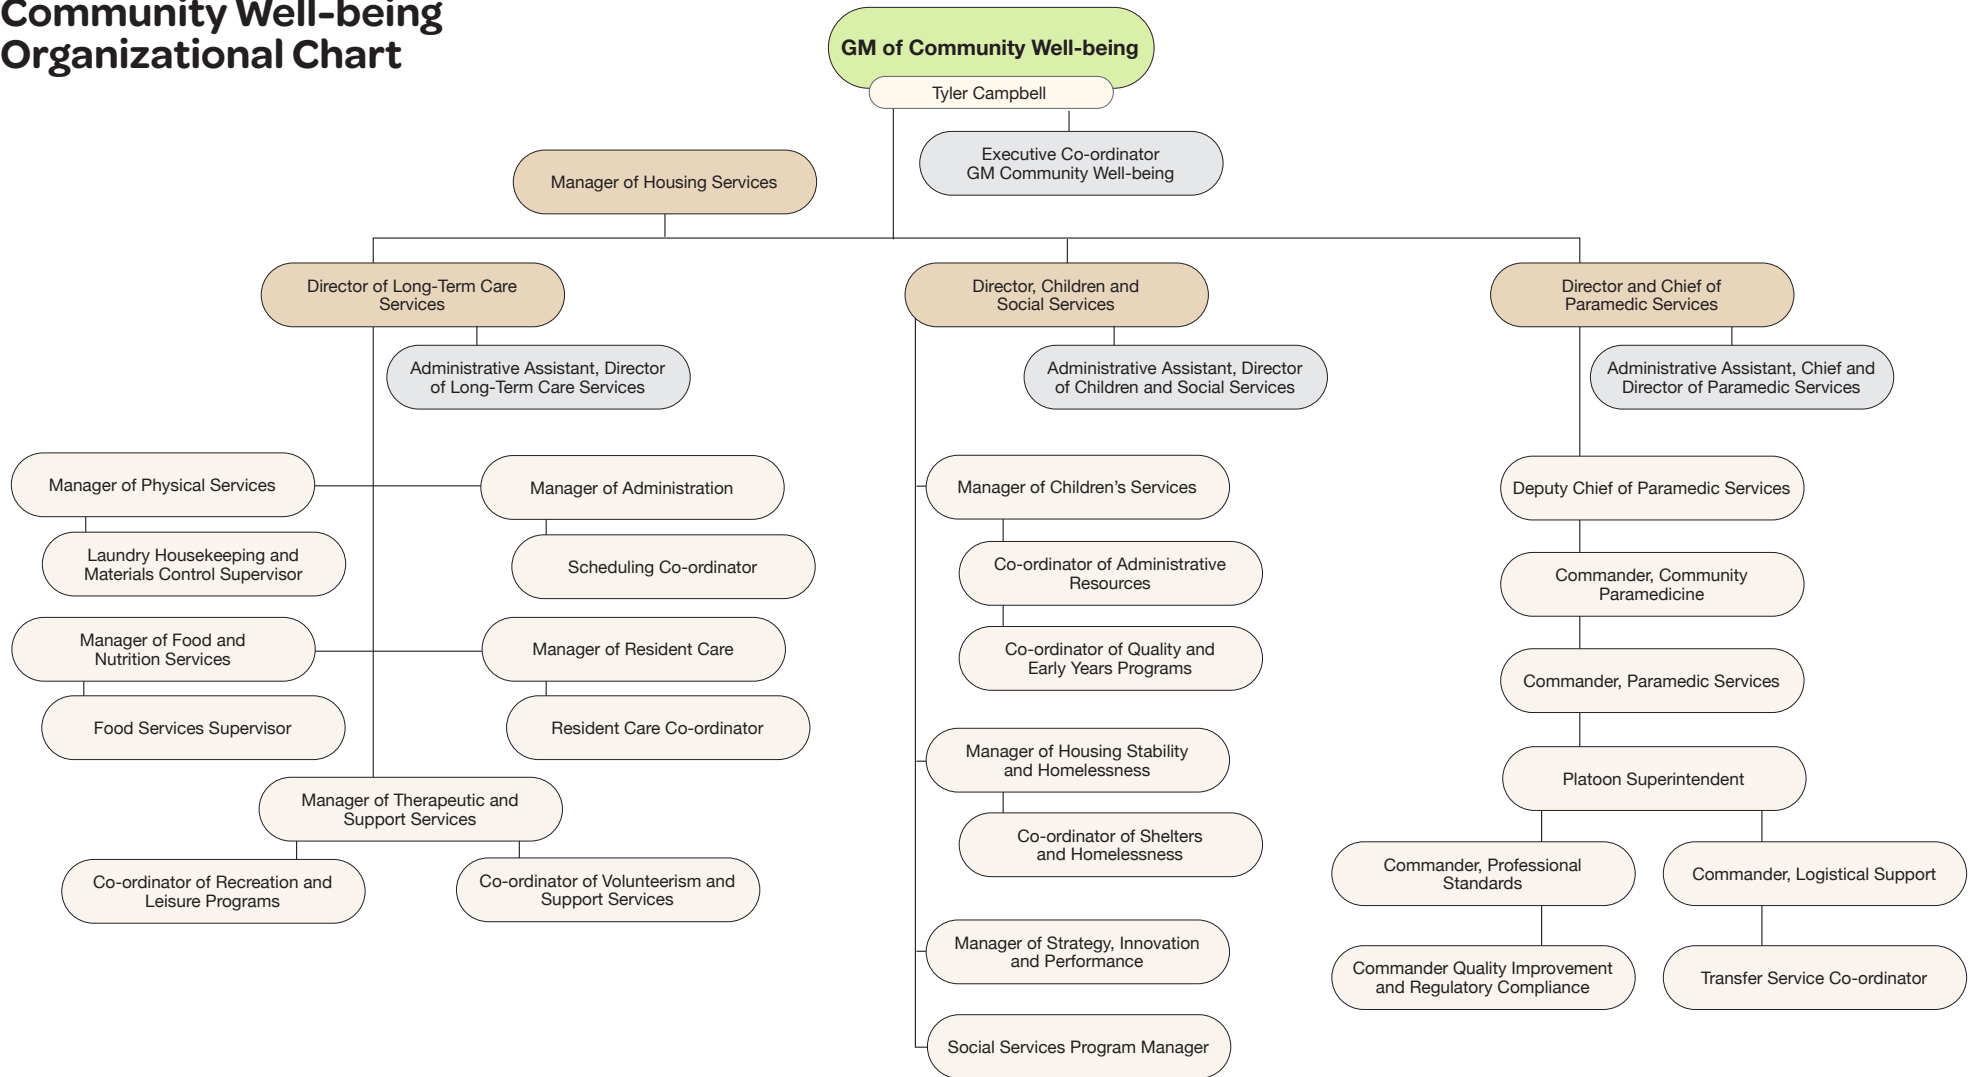 Community Well-being
Organizational Chart
GM of Community Well-being
Tyler Campbell
Executive Co-ordinator
GM Community Well-being
Manager of Housing Services
Director of Long-Term Care
Services
Administrative Assistant, Director
of Long-Term Care Services
Manager of Physical Services
Laundry Housekeeping and
Materials Control Supervisor
Manager of Administration
Scheduling Co-ordinator
Manager of Food and
Nutrition Services
Food Services Supervisor
Manager of Resident Care
Resident Care Co-ordinator
Manager of Therapeutic and
Support Services
Co-ordinator of Recreation and
Leisure Programs
Co-ordinator of Volunteerism and
Support Services
Director, Children and
Social Services
Administrative Assistant, Director
of Children and Social Services
Manager of Children’s Services
Co-ordinator of Administrative
Resources
Co-ordinator of Quality and
Early Years Programs
Manager of Housing Stability
and Homelessness
Co-ordinator of Shelters
and Homelessness
Manager of Strategy, Innovation
and Performance
Social Services Program Manager
Director and Chief of
Paramedic Services
Administrative Assistant, Chief and
Director of Paramedic Services
Deputy Chief of Paramedic Services
Commander, Community
Paramedicine
Commander, Paramedic Services
Platoon Superintendent
Commander, Professional
Standards
Commander Quality Improvement
and Regulatory Compliance
Commander, Logistical Support
Transfer Service Co-ordinator